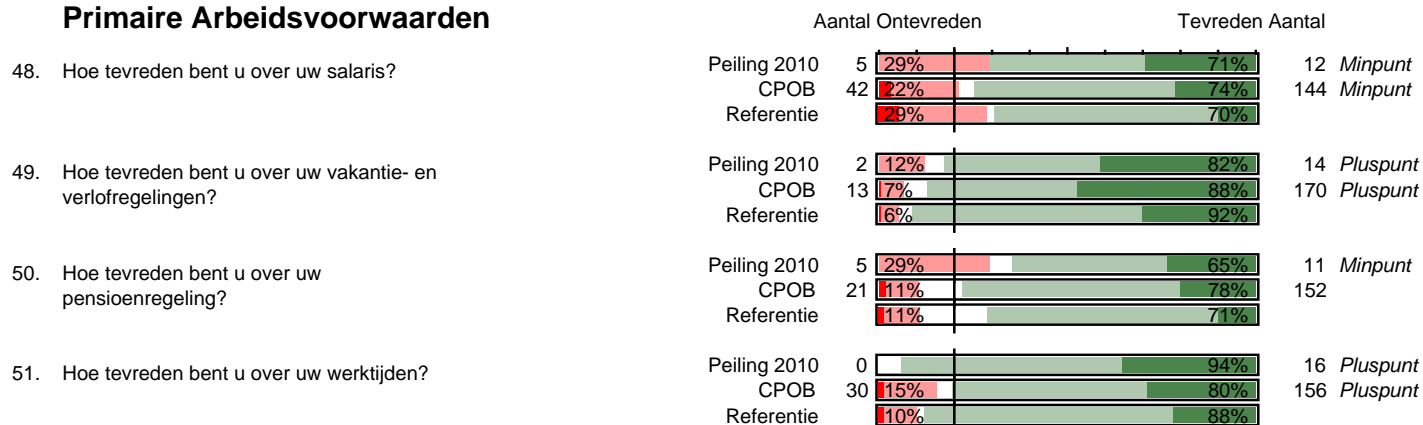 Primaire Arbeidsvoorwaarden
Aantal Ontevreden Tevreden Aantal
48. Hoe tevreden bent u over uw salaris?
Peiling 2010 5 29% 71% 12 Minpunt
CPOB 42 22% 74% 144 Minpunt
Referentie 29% 70%
49. Hoe tevreden bent u over uw vakantie- en
verlofregelingen?
Peiling 2010 2 12% 82% 14 Pluspunt
CPOB 13 7% 88% 170 Pluspunt
Referentie 6% 92%
50. Hoe tevreden bent u over uw
pensioenregeling?
Peiling 2010 5 29% 65% 11 Minpunt
CPOB 21 11% 78% 152
Referentie 11% 71%
51. Hoe tevreden bent u over uw werktijden?
Peiling 2010 0 94% 16 Pluspunt
CPOB 30 15% 80% 156 Pluspunt
Referentie 10% 88%